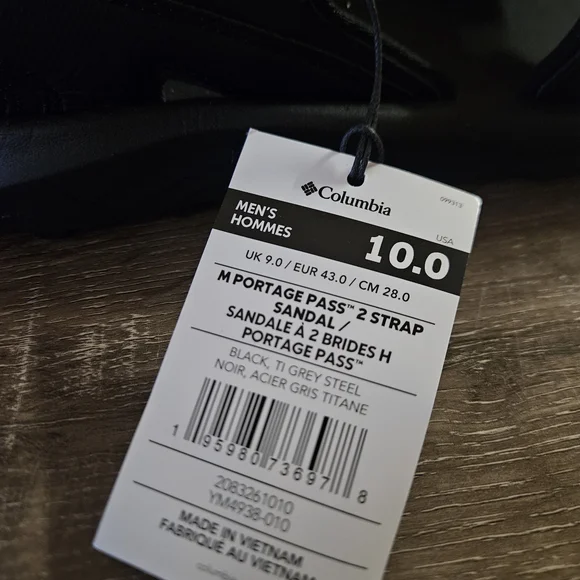 Columbia
MEN'S
HOMMES
USA
10.0
UK 9.0 / EUR 43.0 / CM 28.0
M PORTAGE PASS™ 2 STRAP
SANDAL /
SANDALE À 2 BRIDES H
PORTAGE PASS™
BLACK, TI GREY STEEL
NOIR, ACIER GRIS TITANE
1 95980 73697 8
2083261010
YM4938-010
MADE IN VIETNAM
FABRIQUÉ AU VIETNAM